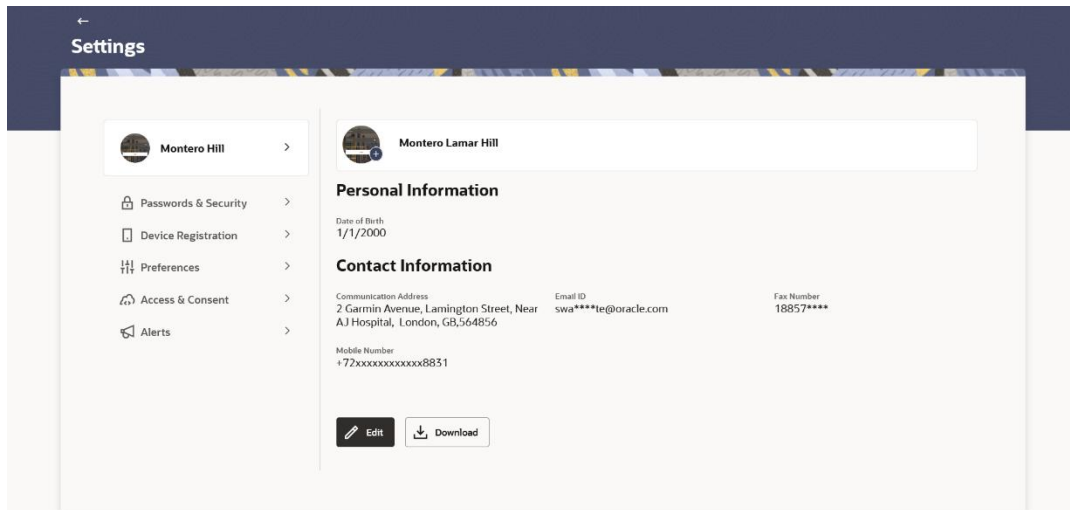 Settings
Montero Hill
Passwords & Security
Device Registration
Preferences
Access & Consent
Alerts
Montero Lamar Hill
Personal Information
Date of Birth
1/1/2000
Contact Information
Communication Address
2 Garmin Avenue, Lamington Street, Near
AJ Hospital, London, GB,564856
Email ID
swa****te@oracle.com
Fax Number
18857****
Mobile Number
+72xxxxxxxxxxxx8831
Edit
Download